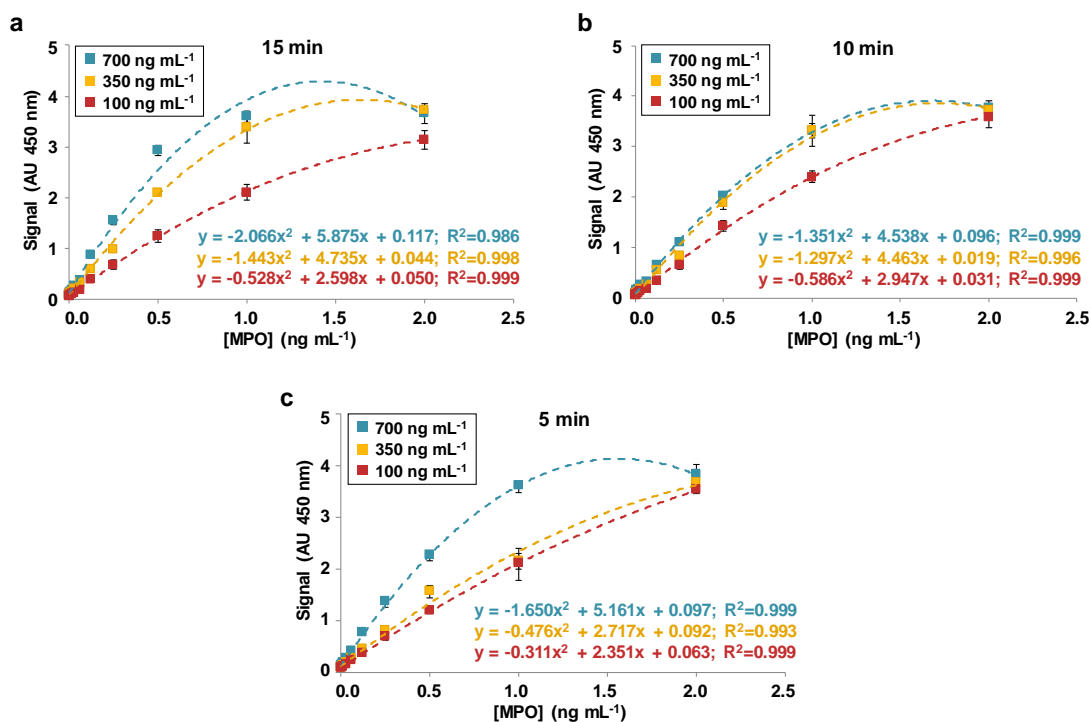 a
15 min
700 ng mL⁻¹
350 ng mL⁻¹
100 ng mL⁻¹
Signal (AU 450 nm)
5
4
3
2
1
0
y = -2.066x² + 5.875x + 0.117; R²=0.986
y = -1.443x² + 4.735x + 0.044; R²=0.998
y = -0.528x² + 2.598x + 0.050; R²=0.999
0.0 0.5 1.0 1.5 2.0 2.5
[MPO] (ng mL⁻¹)
b
10 min
700 ng mL⁻¹
350 ng mL⁻¹
100 ng mL⁻¹
Signal (AU 450 nm)
5
4
3
2
1
0
y = -1.351x² + 4.538x + 0.096; R²=0.999
y = -1.297x² + 4.463x + 0.019; R²=0.996
y = -0.586x² + 2.947x + 0.031; R²=0.999
0.0 0.5 1.0 1.5 2.0 2.5
[MPO] (ng mL⁻¹)
c
5 min
700 ng mL⁻¹
350 ng mL⁻¹
100 ng mL⁻¹
Signal (AU 450 nm)
5
4
3
2
1
0
y = -1.650x² + 5.161x + 0.097; R²=0.999
y = -0.476x² + 2.717x + 0.092; R²=0.993
y = -0.311x² + 2.351x + 0.063; R²=0.999
0.0 0.5 1.0 1.5 2.0 2.5
[MPO] (ng mL⁻¹)